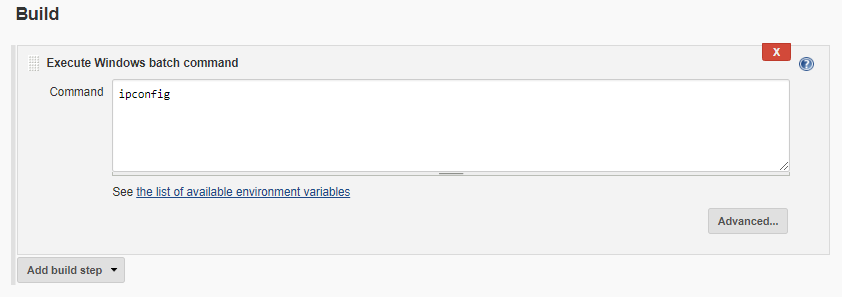 Build
Execute Windows batch command
X
?
Command
ipconfig
See the list of available environment variables
Advanced...
Add build step